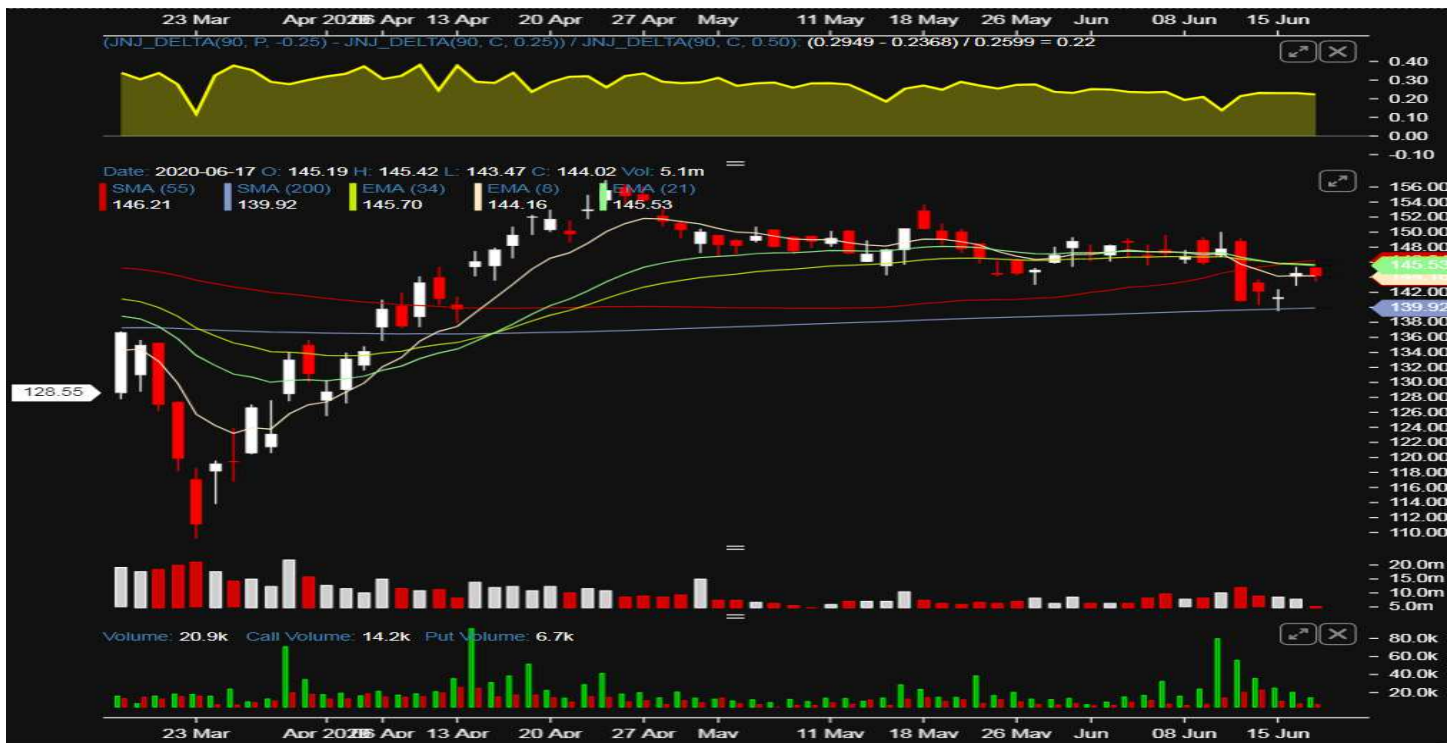 23 Mar Apr 2020 06 Apr 13 Apr 20 Apr 27 Apr May 11 May 18 May 26 May Jun 08 Jun 15 Jun
(JNJ_DELTA(90, P, -0.25) - JNJ_DELTA(90, C, 0.25)) / JNJ_DELTA(90, C, 0.50): (0.2949 - 0.2368) / 0.2599 = 0.22
0.40
0.30
0.20
0.10
0.00
-0.10
Date: 2020-06-17 O: 145.19 H: 145.42 L: 143.47 C: 144.02 Vol: 5.1m
SMA (55) SMA (200) EMA (34) EMA (8) EMA (21)
146.21 139.92 145.70 144.16 145.53
156.00
154.00
152.00
150.00
148.00
145.53
142.00
139.92
138.00
136.00
134.00
132.00
130.00
128.55
128.00
126.00
124.00
122.00
120.00
118.00
116.00
114.00
112.00
110.00
20.0m
15.0m
10.0m
5.0m
Volume: 20.9k Call Volume: 14.2k Put Volume: 6.7k
80.0k
60.0k
40.0k
20.0k
23 Mar Apr 2020 06 Apr 13 Apr 20 Apr 27 Apr May 11 May 18 May 26 May Jun 08 Jun 15 Jun